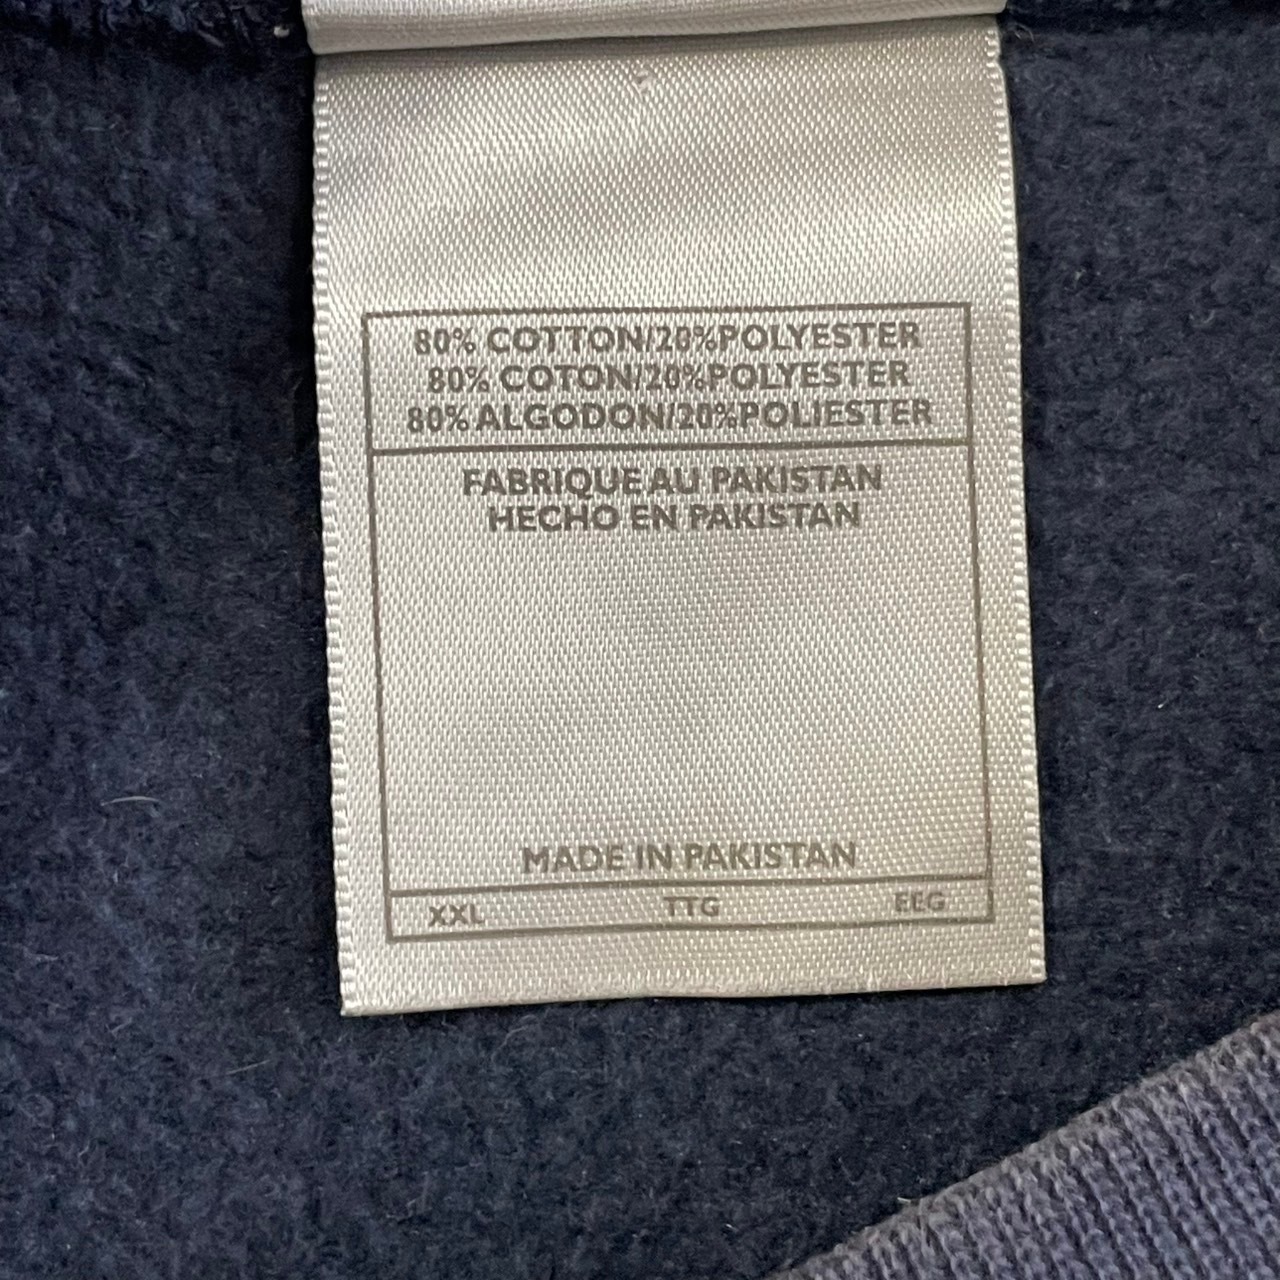 80% COTTON/20%POLYESTER
80% COTON/20%POLYESTER
80% ALGODON/20%POLIESTER
FABRIQUE AU PAKISTAN
HECHO EN PAKISTAN
MADE IN PAKISTAN
XXL TTG EEG